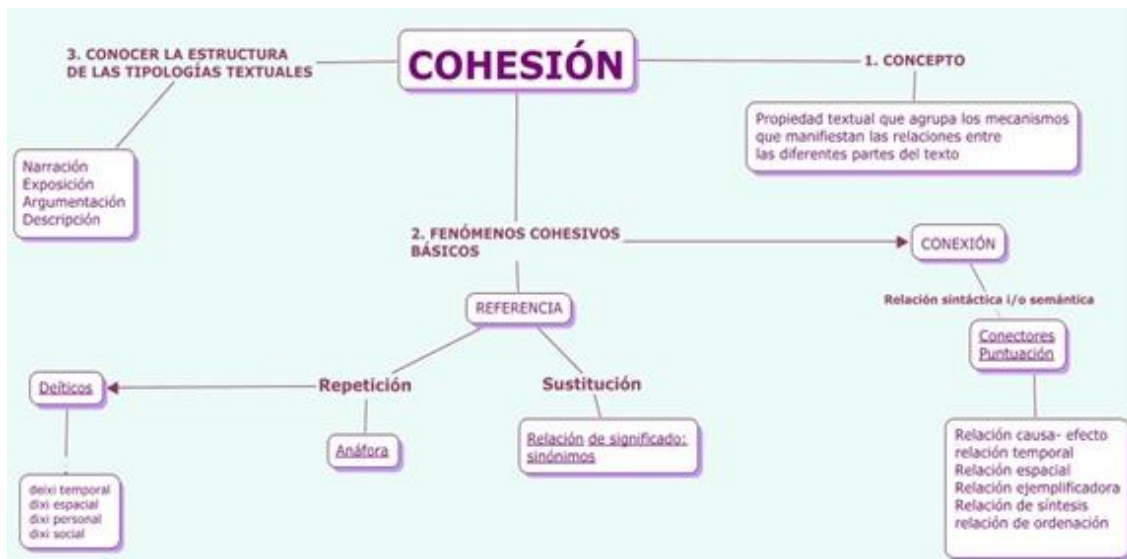 COHESIÓN
3. CONOCER LA ESTRUCTURA
DE LAS TIPOLOGÍAS TEXTUALES
Narración
Exposición
Argumentación
Descripción
1. CONCEPTO
Propiedad textual que agrupa los mecanismos
que manifiestan las relaciones entre
las diferentes partes del texto
2. FENÓMENOS COHESIVOS
BÁSICOS
REFERENCIA
Repetición
Deíticos
deixi temporal
dixi espacial
dixi personal
dixi social
Anáfora
Sustitución
Relación de significado:
sinónimos
CONEXIÓN
Relación sintáctica i/o semántica
Conectores
Puntuación
Relación causa- efecto
relación temporal
Relación espacial
Relación ejemplificadora
Relación de síntesis
relación de ordenación